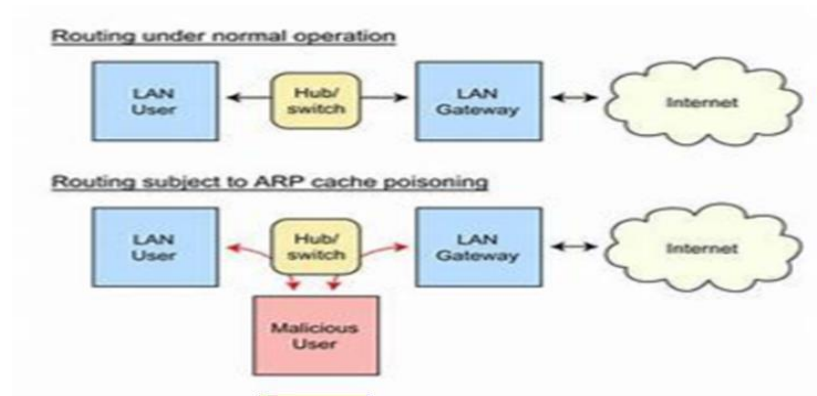 Routing under normal operation
LAN
User
Hub/
switch
LAN
Gateway
Internet
Routing subject to ARP cache poisoning
LAN
User
Hub/
switch
LAN
Gateway
Internet
Malicious
User